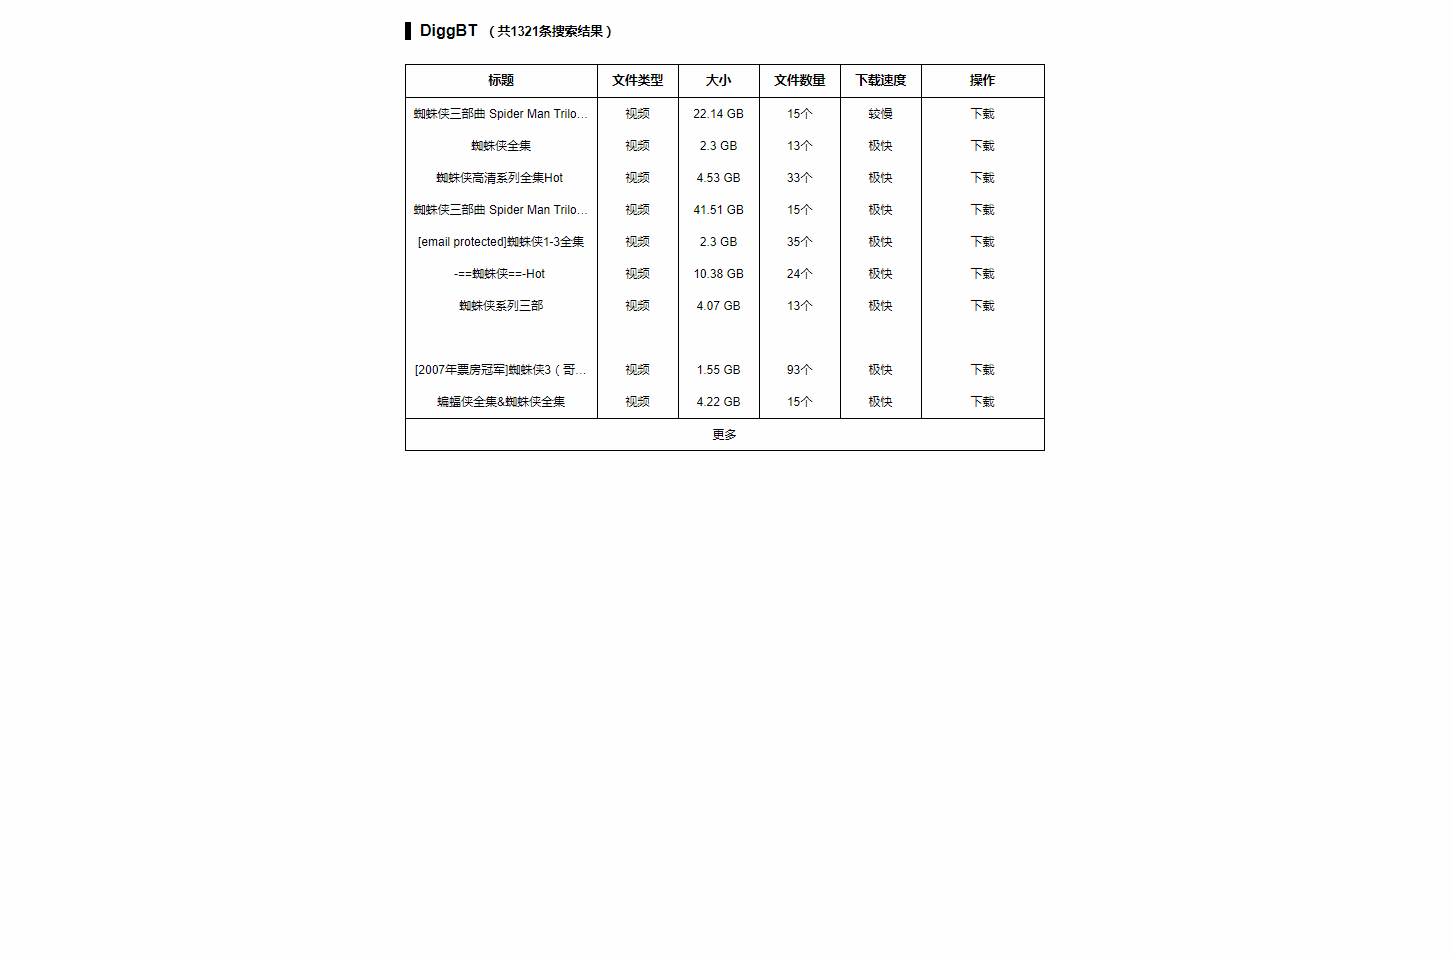 DiggBT （共1321条搜索结果）
标题 文件类型 大小 文件数量 下载速度 操作
蜘蛛侠三部曲 Spider Man Trilo... 视频 22.14 GB 15个 较慢 下载
蜘蛛侠全集 视频 2.3 GB 13个 极快 下载
蜘蛛侠高清系列全集Hot 视频 4.53 GB 33个 极快 下载
蜘蛛侠三部曲 Spider Man Trilo... 视频 41.51 GB 15个 极快 下载
[email protected]蜘蛛侠1-3全集 视频 2.3 GB 35个 极快 下载
-==蜘蛛侠==-Hot 视频 10.38 GB 24个 极快 下载
蜘蛛侠系列三部 视频 4.07 GB 13个 极快 下载
[2007年票房冠军]蜘蛛侠3（哥... 视频 1.55 GB 93个 极快 下载
蝙蝠侠全集&蜘蛛侠全集 视频 4.22 GB 15个 极快 下载
更多